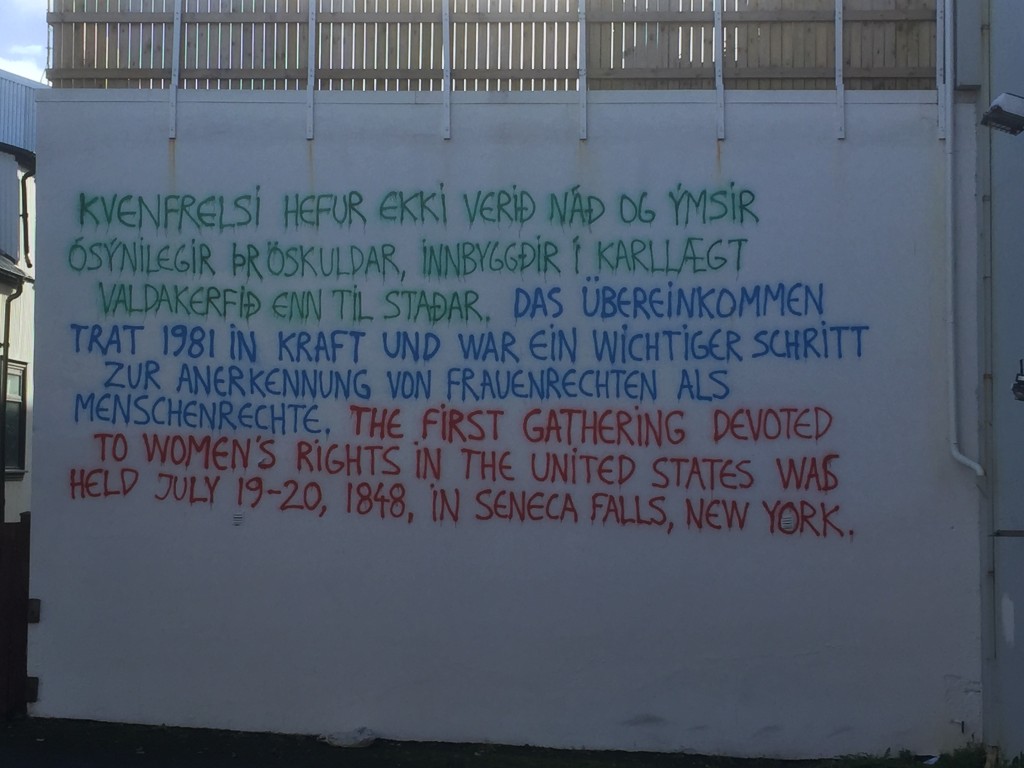 KVENFRELSI HEFUR EKKI VERIÐ NÁÐ OG ÝMSIR
ÓSÝNILEGIR ÞRÖSKULDAR, INNBYGGÐIR Í KARLLÆGT
VALDAKERFIÐ ENN TIL STAÐAR. DAS ÜBEREINKOMMEN
TRAT 1981 IN KRAFT UND WAR EIN WICHTIGER SCHRITT
ZUR ANERKENNUNG VON FRAUENRECHTEN ALS
MENSCHENRECHTE. THE FIRST GATHERING DEVOTED
TO WOMEN'S RIGHTS IN THE UNITED STATES WAS
HELD JULY 19-20, 1848, IN SENECA FALLS, NEW YORK.